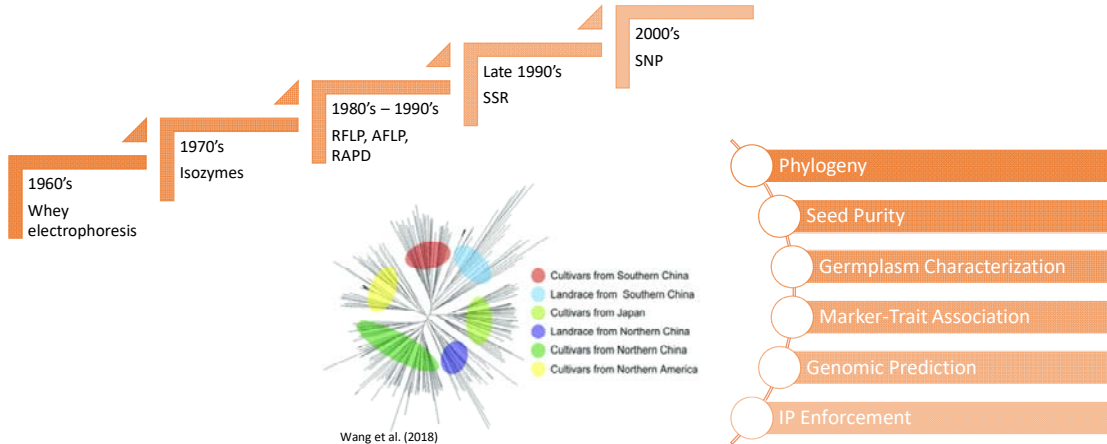 1960's
Whey
electrophoresis
1970's
Isozymes
1980's – 1990's
RFLP, AFLP,
RAPD
Late 1990's
SSR
2000's
SNP
Cultivars from Southern China
Landrace from Southern China
Cultivars from Japan
Landrace from Northern China
Cultivars from Northern China
Cultivars from Northern America
Wang et al. (2018)
Phylogeny
Seed Purity
Germplasm Characterization
Marker-Trait Association
Genomic Prediction
IP Enforcement